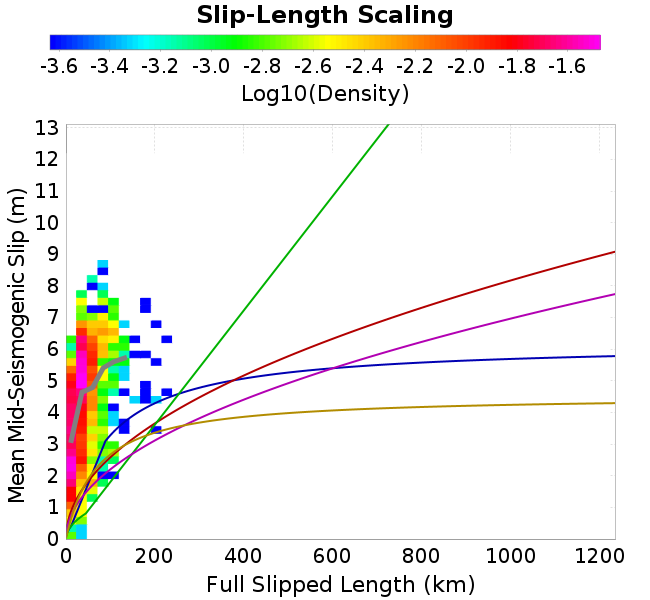 Slip-Length Scaling
-3.6 -3.4 -3.2 -3.0 -2.8 -2.6 -2.4 -2.2 -2.0 -1.8 -1.6
Log10(Density)
Mean Mid-Seismogenic Slip (m)
13
12
11
10
9
8
7
6
5
4
3
2
1
0
0 200 400 600 800 1000 1200
Full Slipped Length (km)